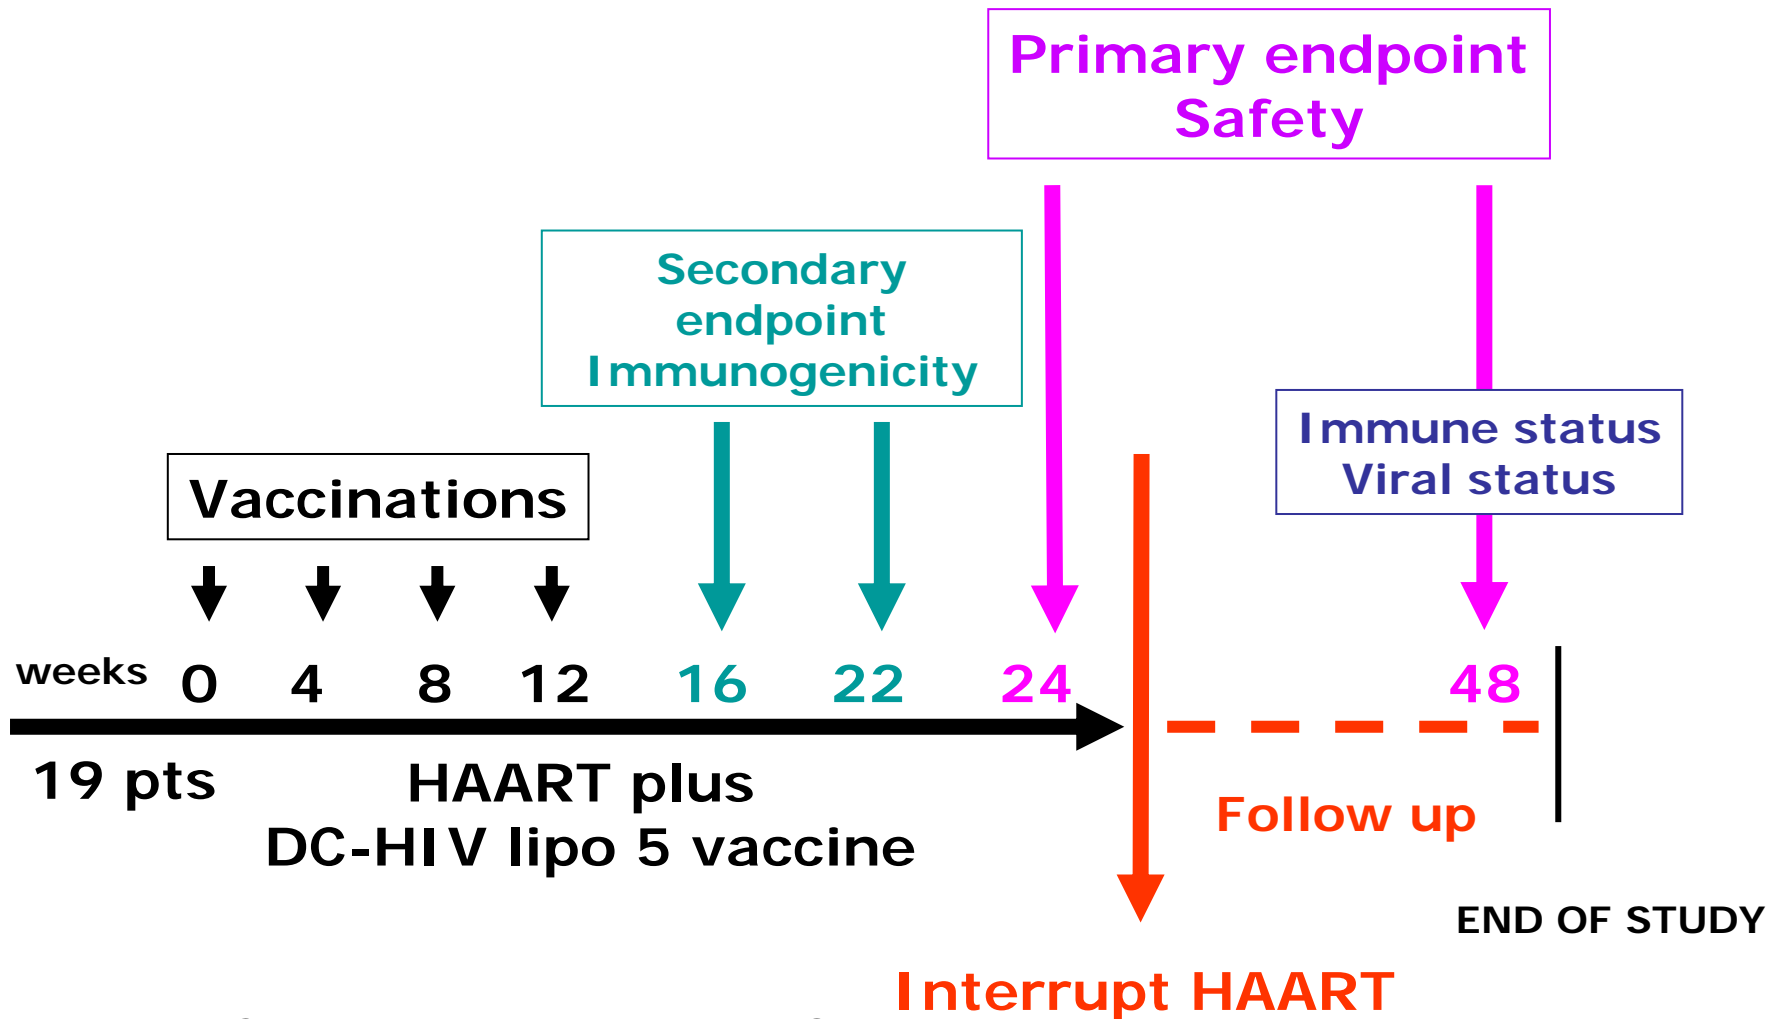 Primary endpoint
Safety
Secondary
endpoint
Immunogenicity
Immune status
Viral status
Vaccinations
weeks 0 4 8 12 16 22 24 48
19 pts
HAART plus
DC-HIV lipo 5 vaccine
Follow up
END OF STUDY
Interrupt HAART